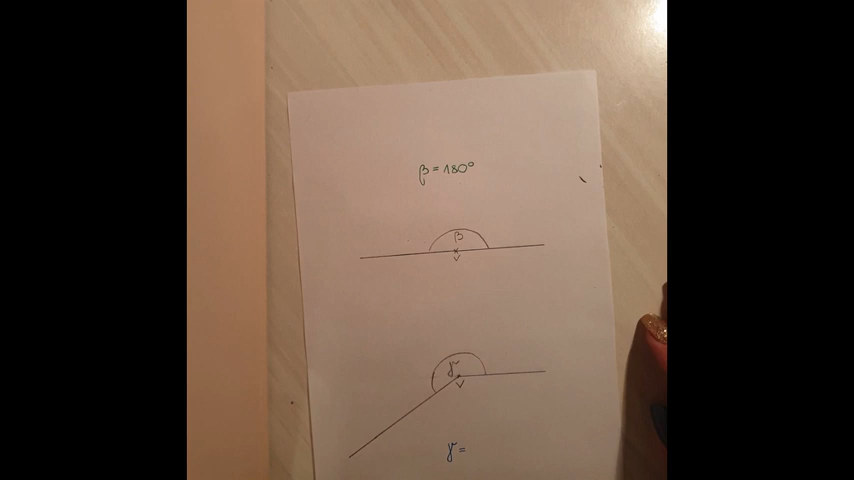 β = 180°
β
V
γ
V
γ =